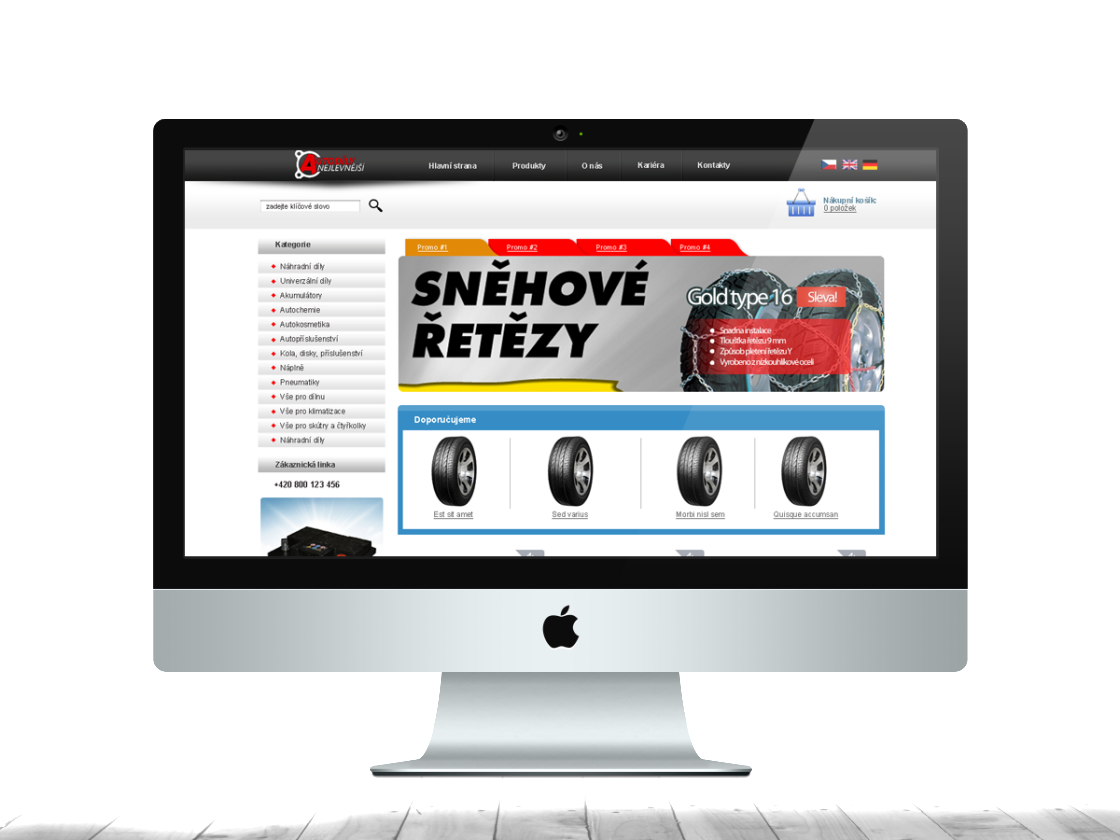 NEJLEVNĚJŠÍ
Hlavní strana
Produkty
O nás
Kariéra
Kontakty
zadejte klíčové slovo
Nákupní košík
0 položek
Kategorie
Náhradní díly
Univerzální díly
Akumulátory
Autochemie
Autokosmetika
Autopříslušenství
Kola, disky, příslušenství
Náplně
Pneumatiky
Vše pro dílnu
Vše pro klimatizace
Vše pro skútry a čtyřkolky
Náhradní díly
Zákaznická linka
+420 800 123 456
Promo #1
Promo #2
Promo #3
Promo #4
SNĚHOVÉ
ŘETĚZY
Gold type 16
Sleva!
Snadna instalace
Tloušťka řetězu 9 mm
Způsob pletení řetězu Y
Vyrobeno z nízkouhlíkové oceli
Doporučujeme
Est sit amet
Sed varius
Morbi nisl sem
Quisque accumsan